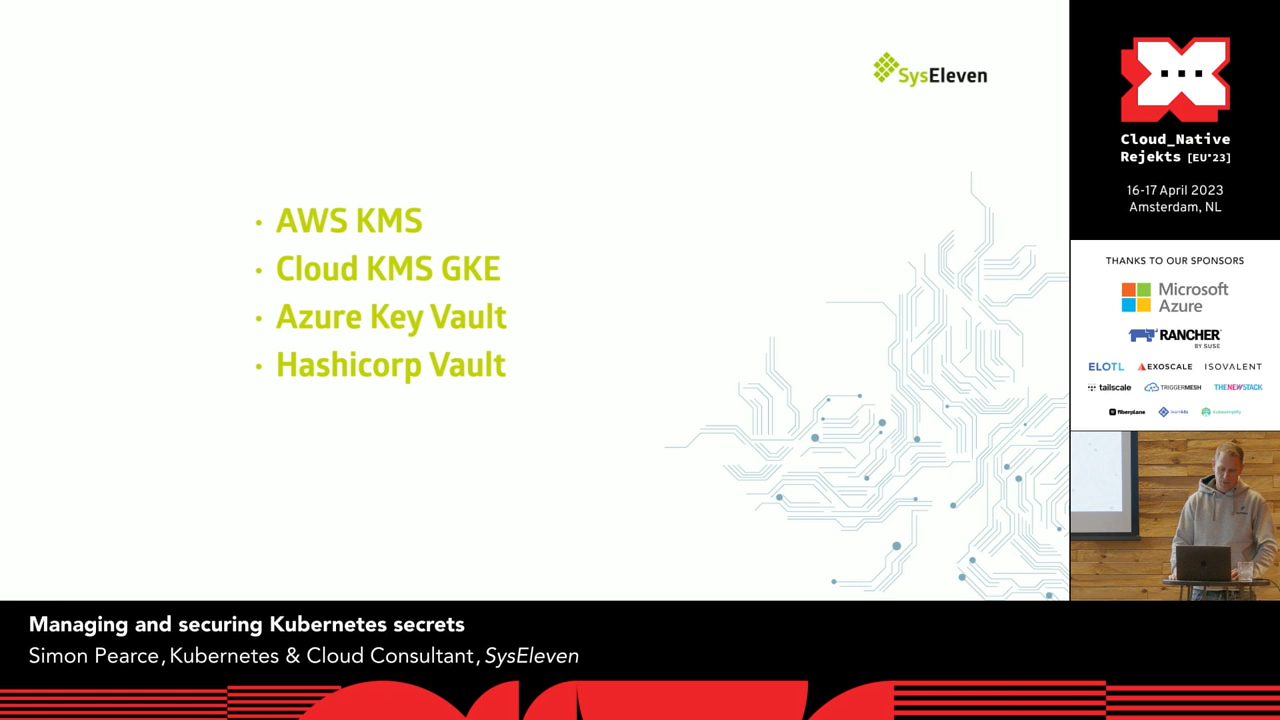 SysEleven
• AWS KMS
• Cloud KMS GKE
• Azure Key Vault
• Hashicorp Vault
Cloud_Native
Rejekts [EU*23]
16-17 April 2023
Amsterdam, NL
THANKS TO OUR SPONSORS
Microsoft
Azure
RANCHER
BY SUSE
ELOTL EXOSCALE ISOVALENT
tailscale TRIGGERMESH THENEWSTACK
fiberplane kubesimplify
Managing and securing Kubernetes secrets
Simon Pearce, Kubernetes & Cloud Consultant, SysEleven